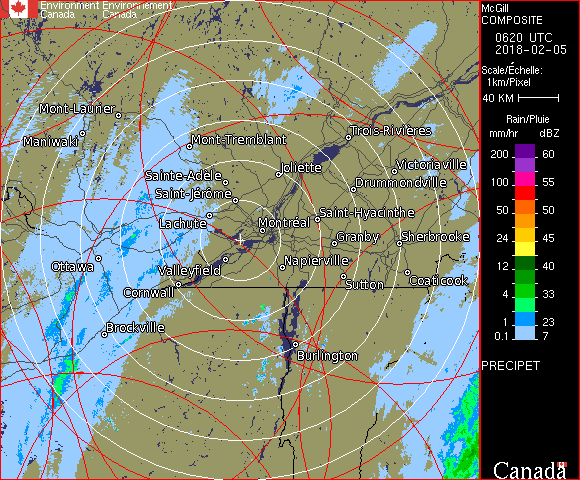 Environment Environnement
Canada Canada
McGill
COMPOSITE
0620 UTC
2018-02-05
Scale/Échelle:
1km/Pixel
40 KM
Rain/Pluie
mm/hr dBZ
200 60
100 55
50 50
24 45
12 40
4 33
1 23
0.1 7
PRECIPET
Canada
Mont-Laurier
Maniwaki
Mont-Tremblant
Trois-Rivières
Sainte-Adèle
Joliette
Victoriaville
Saint-Jérôme
Drummondville
Lachute
Montréal
Saint-Hyacinthe
Granby
Sherbrooke
Ottawa
Valleyfield
Napierville
Cornwall
Sutton
Coaticook
Brockville
Burlington